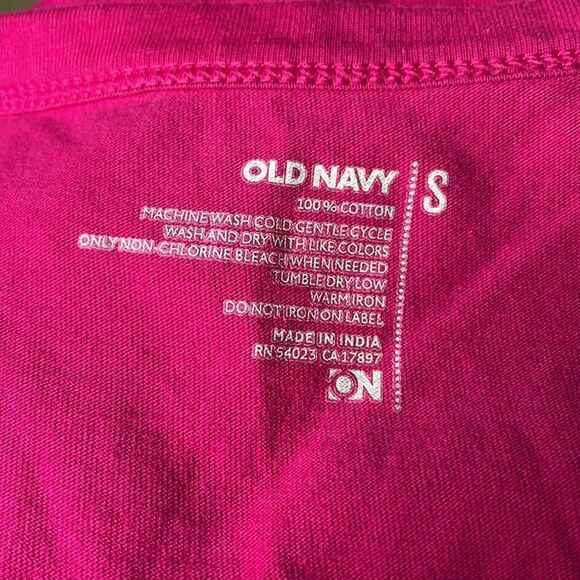 OLD NAVY
S
100% COTTON
MACHINE WASH COLD GENTLE CYCLE
WASH AND DRY WITH LIKE COLORS
ONLY NON-CHLORINE BLEACH WHEN NEEDED
TUMBLE DRY LOW
WARM IRON
DO NOT IRON ON LABEL
MADE IN INDIA
RN 54023 CA 17897
ON